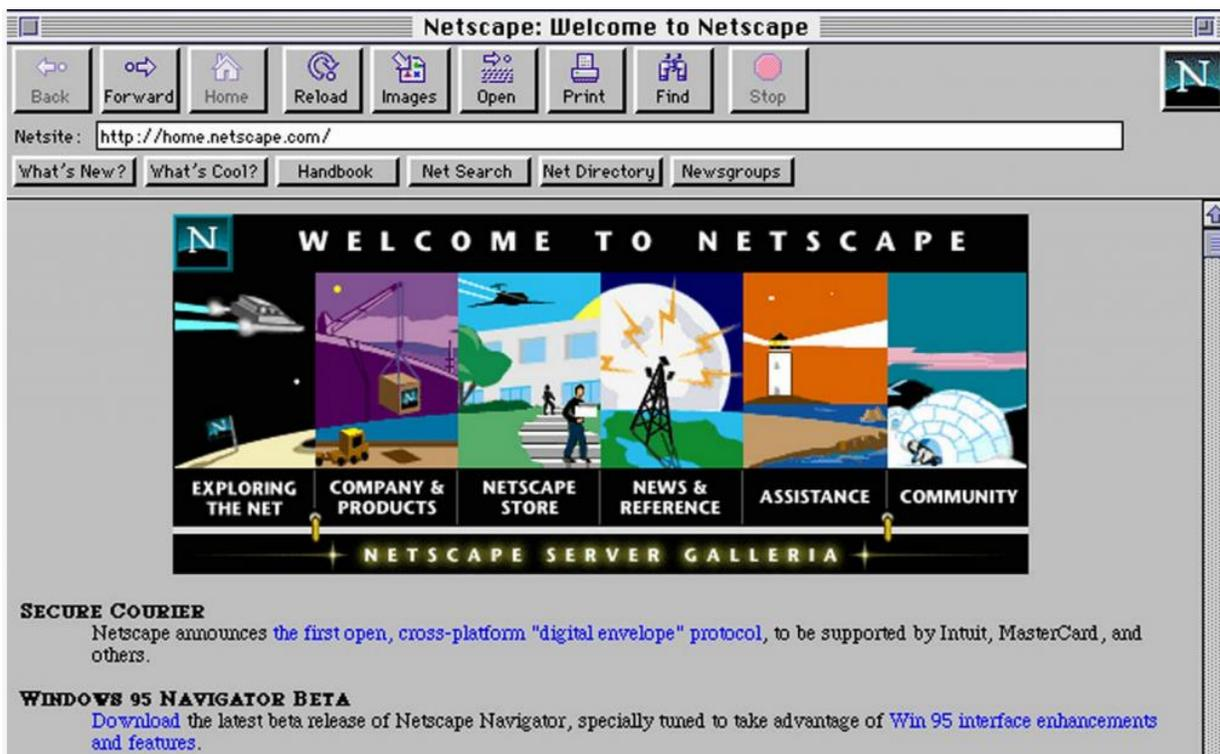 Netscape: Welcome to Netscape
Back Forward Home Reload Images Open Print Find Stop
N
Netsite: http://home.netscape.com/
What's New? What's Cool? Handbook Net Search Net Directory Newsgroups
N WELCOME TO NETSCAPE
EXPLORING THE NET
COMPANY & PRODUCTS
NETSCAPE STORE
NEWS & REFERENCE
ASSISTANCE
COMMUNITY
NETSCAPE SERVER GALLERIA
SECURE COURIER
Netscape announces the first open, cross-platform "digital envelope" protocol, to be supported by Intuit, MasterCard, and
others.
WINDOWS 95 NAVIGATOR BETA
Download the latest beta release of Netscape Navigator, specially tuned to take advantage of Win 95 interface enhancements
and features.